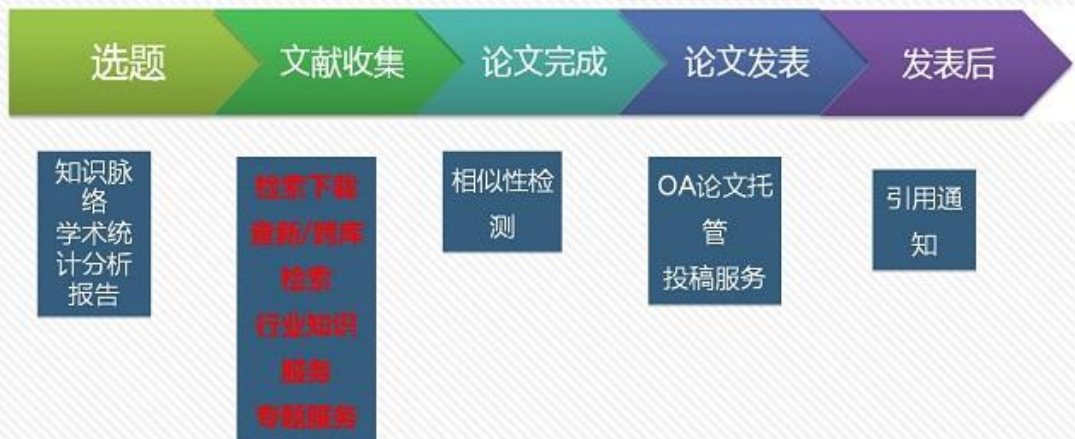 选题
文献收集
论文完成
论文发表
发表后
知识脉
络
学术统
计分析
报告
检索下载
查新/跨库
检索
行业知识
服务
专题服务
相似性检
测
OA论文托
管
投稿服务
引用通
知